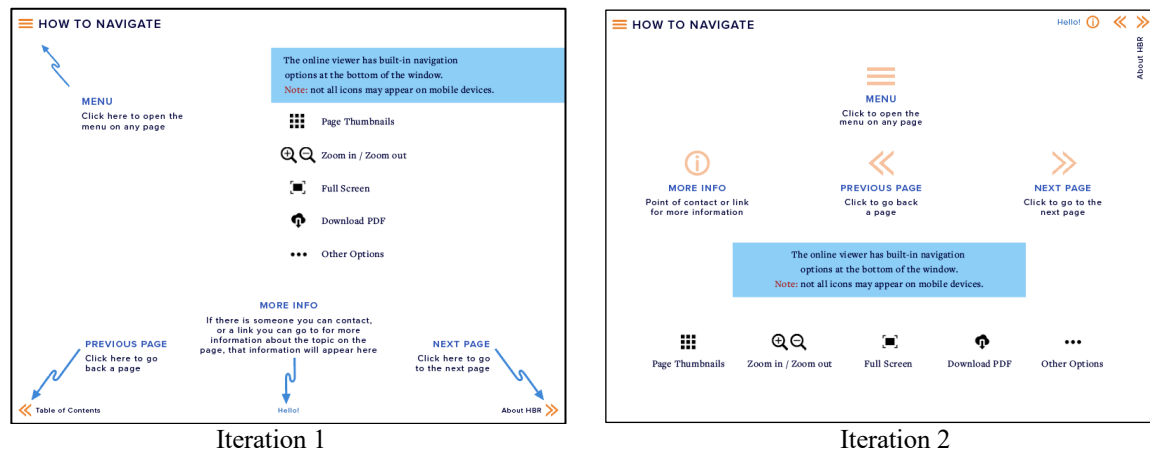 HOW TO NAVIGATE
The online viewer has built-in navigation
options at the bottom of the window.
Note: not all icons may appear on mobile devices.
MENU
Click here to open the
menu on any page
Page Thumbnails
Zoom in / Zoom out
Full Screen
Download PDF
Other Options
MORE INFO
If there is someone you can contact,
or a link you can go to for more
information about the topic on the
page, that information will appear here
PREVIOUS PAGE
Click here to go
back a page
NEXT PAGE
Click here to go
to the next page
Table of Contents
Hello!
About HBR
Iteration 1
HOW TO NAVIGATE
Hello!
About HBR
MENU
Click to open the
menu on any page
MORE INFO
Point of contact or link
for more information
PREVIOUS PAGE
Click to go back
a page
NEXT PAGE
Click to go to the
next page
The online viewer has built-in navigation
options at the bottom of the window.
Note: not all icons may appear on mobile devices.
Page Thumbnails
Zoom in / Zoom out
Full Screen
Download PDF
Other Options
Iteration 2